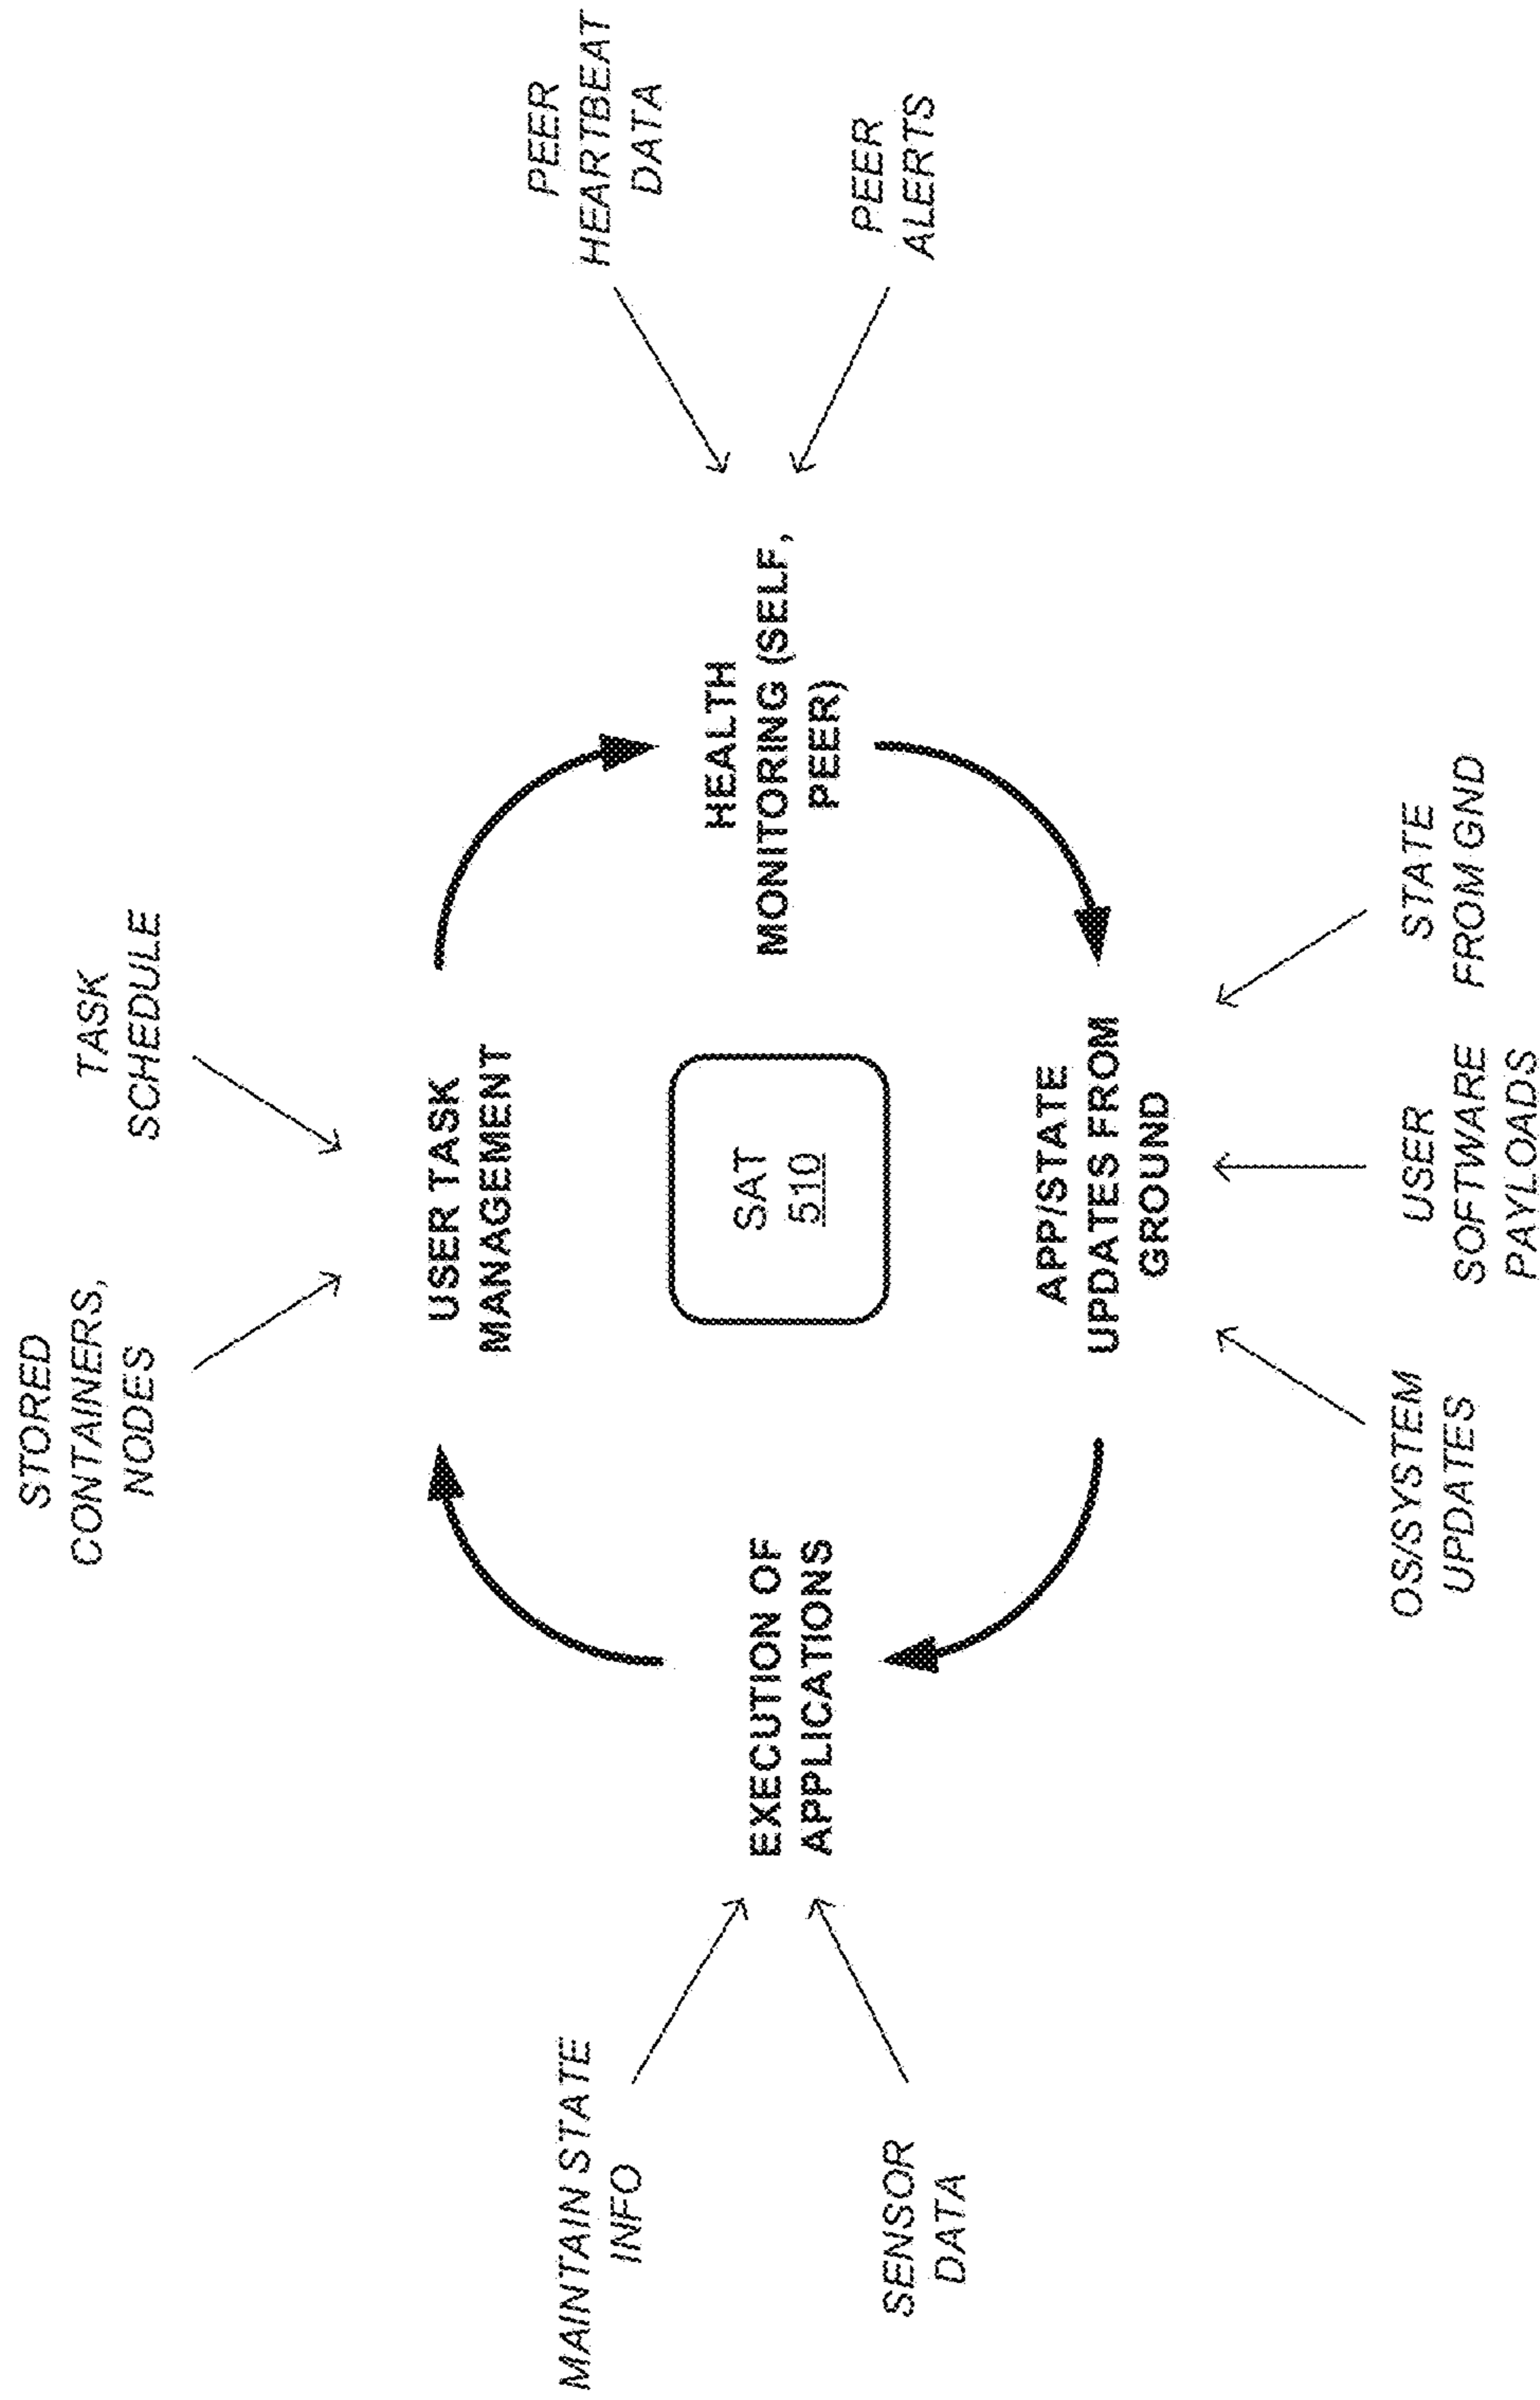 STORED
CONTAINERS,
NODES
TASK
SCHEDULE
USER TASK
MANAGEMENT
MAINTAIN STATE
INFO
SENSOR
DATA
EXECUTION OF
APPLICATIONS
SAT
510
HEALTH
MONITORING (SELF,
PEER)
PEER
HEARTBEAT
DATA
PEER
ALERTS
APP/STATE
UPDATES FROM
GROUND
OS/SYSTEM
UPDATES
USER
SOFTWARE
PAYLOADS
STATE
FROM GND